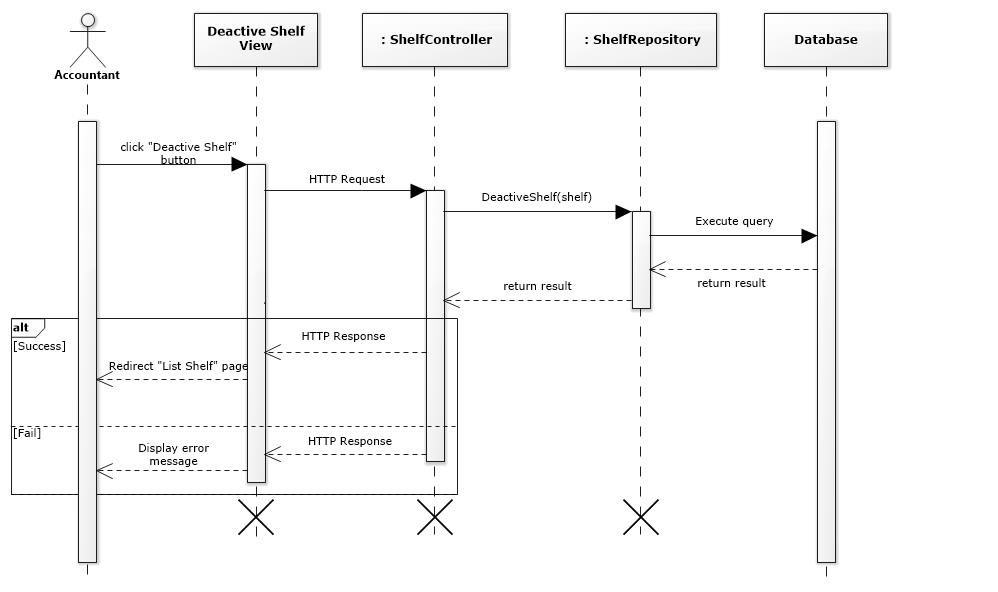 Accountant
Deactive Shelf
View
: ShelfController
: ShelfRepository
Database
click "Deactive Shelf"
button
HTTP Request
DeactiveShelf(shelf)
Execute query
return result
return result
alt
[Success]
HTTP Response
Redirect "List Shelf" page
[Fail]
HTTP Response
Display error
message